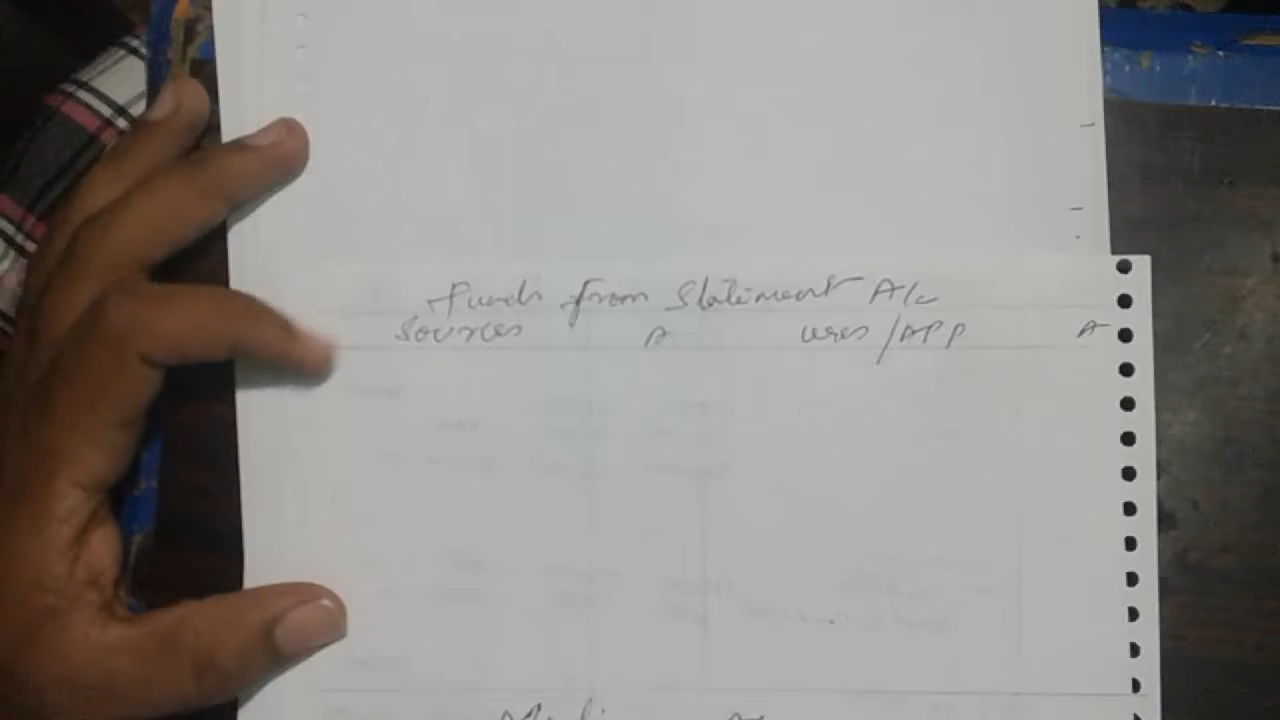 Funds from Statement A/c
Sources A uses/APP A